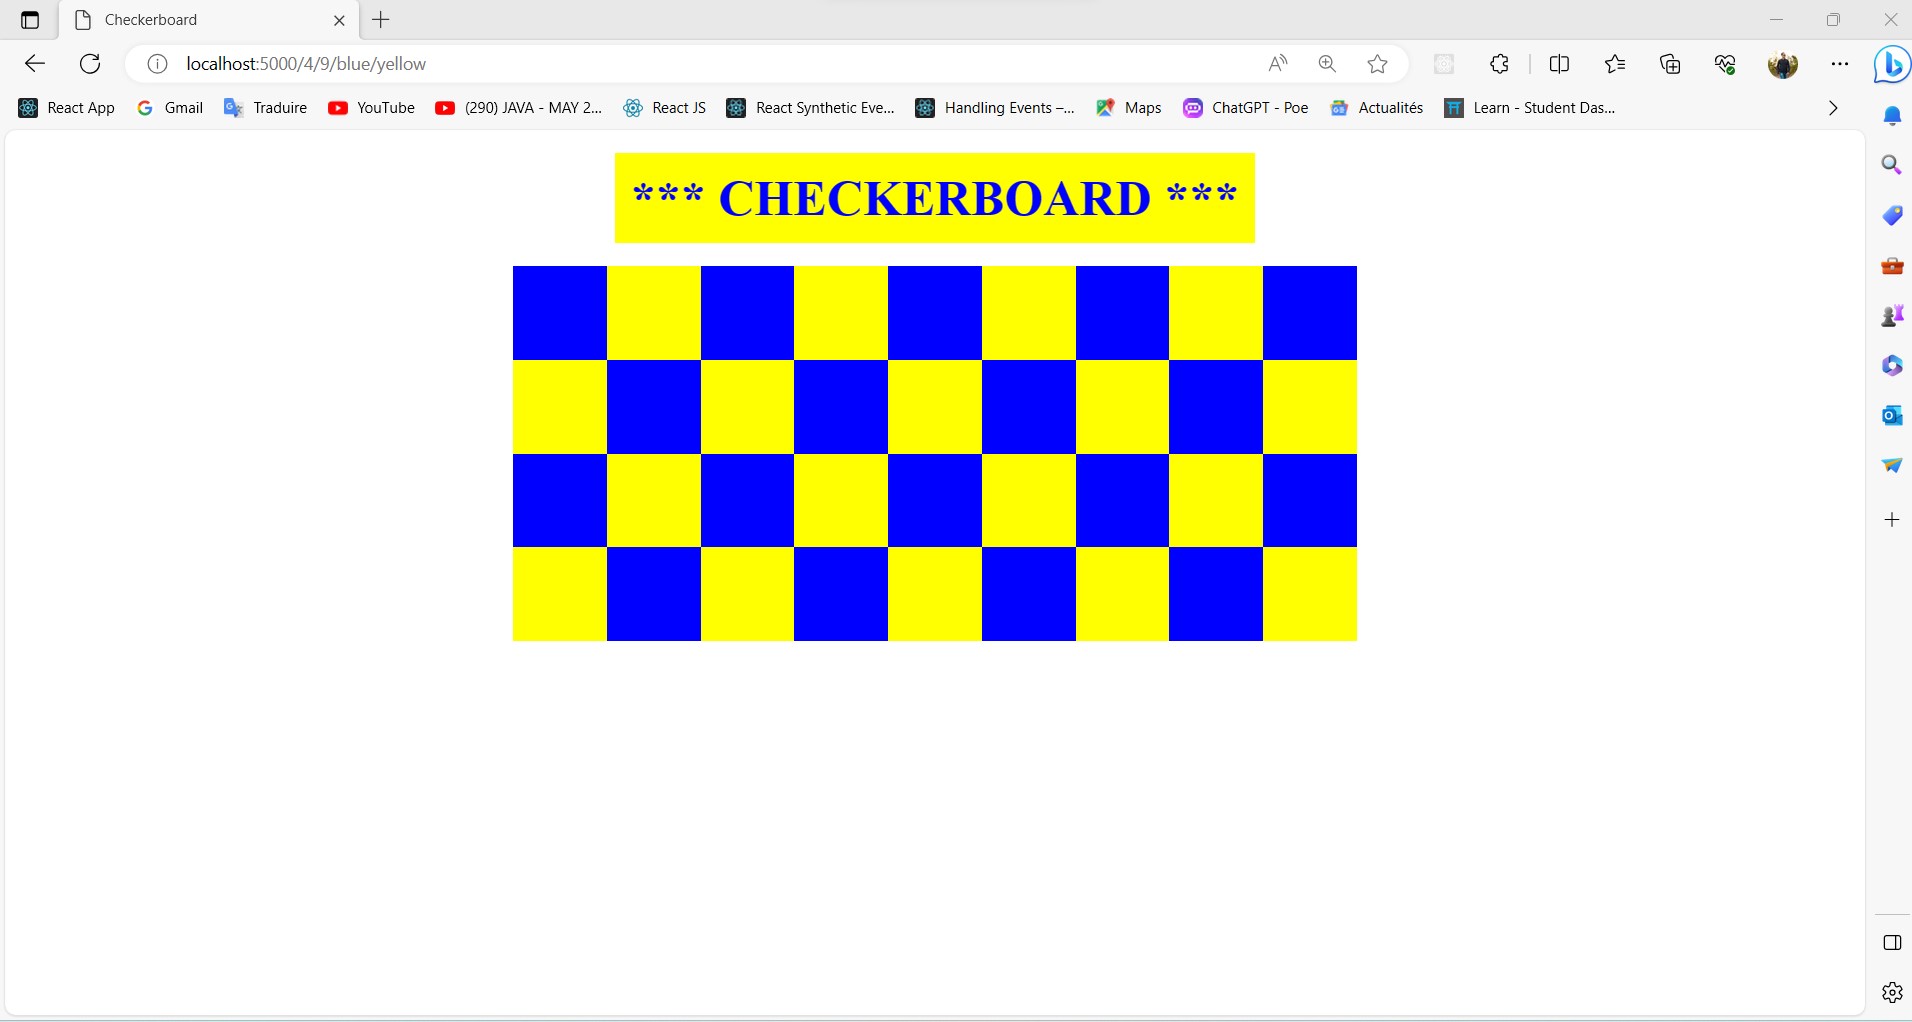 Checkerboard
localhost:5000/4/9/blue/yellow
React App Gmail Traduire YouTube (290) JAVA - MAY 2... React JS React Synthetic Eve... Handling Events –... Maps ChatGPT - Poe Actualités Learn - Student Das...
*** CHECKERBOARD ***